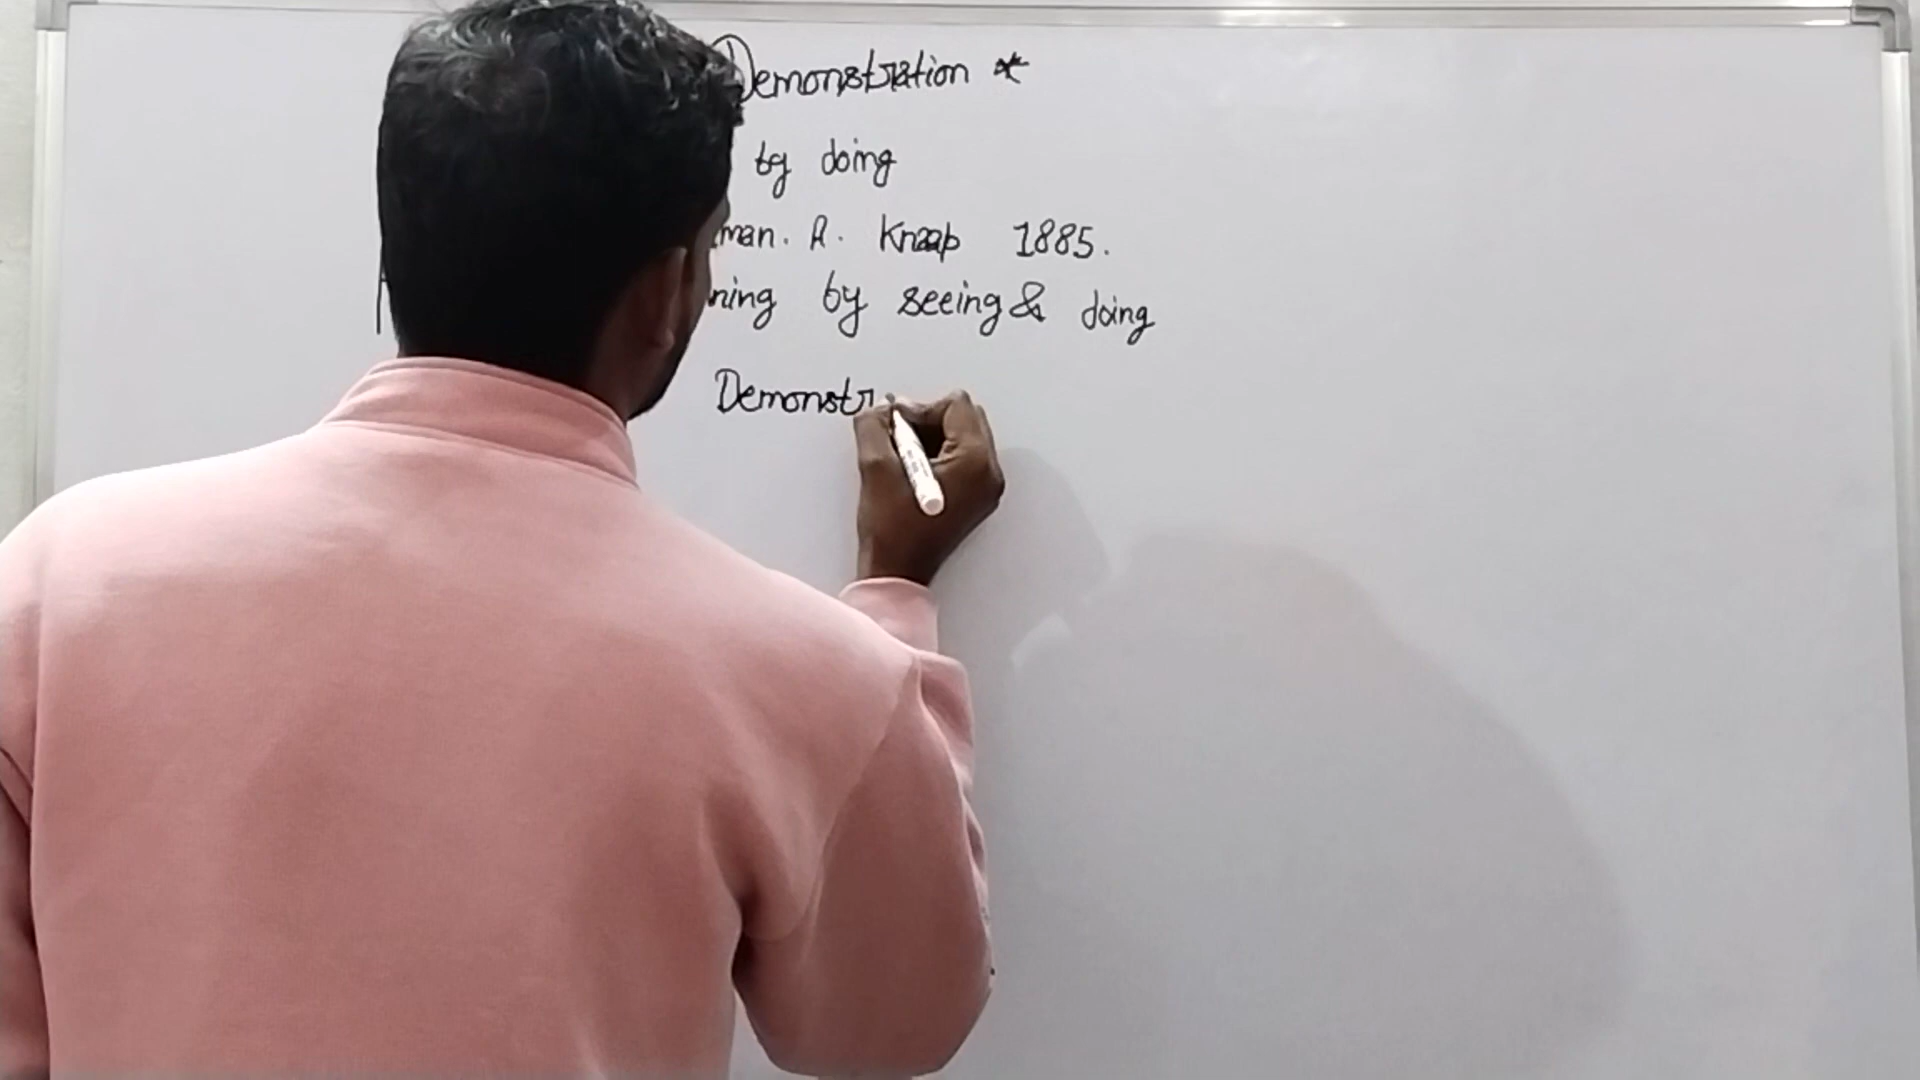 Demonstration *
by doing
man. A. Knaap 1885.
ning by seeing & doing
Demonstr